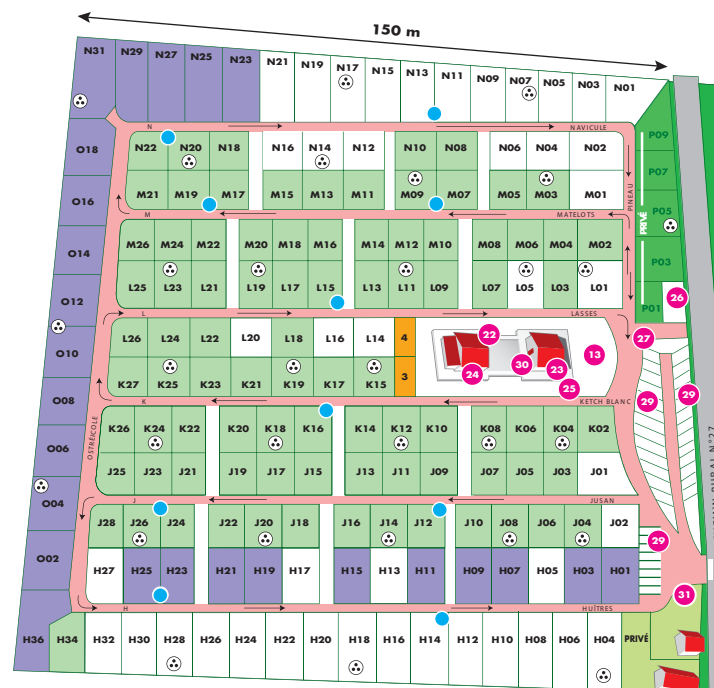 150 m
N31 N29 N27 N25 N23 N21 N19 N17 N15 N13 N11 N09 N07 N05 N03 N01
N NAVICULE
O18 N22 N20 N18 N16 N14 N12 N10 N08 N06 N04 N02 P09
P07
O16 M21 M19 M17 M15 M13 M11 M09 M07 M05 M03 M01 PINEAU PRIVÉ P05
M MATELOTS
O14 M26 M24 M22 M20 M18 M16 M14 M12 M10 M08 M06 M04 M02 P03
O12 L25 L23 L21 L19 L17 L15 L13 L11 L09 L07 L05 L03 L01 P01 26
L LASSES
O10 L26 L24 L22 L20 L18 L16 L14 4 22 13 27
O08 K27 K25 K23 K21 K19 K17 K15 3 24 30 23 25 29 29
OSTRÉICOLE K KETCH BLANC
O06 K26 K24 K22 K20 K18 K16 K14 K12 K10 K08 K06 K04 K02
O04 J25 J23 J21 J19 J17 J15 J13 J11 J09 J07 J05 J03 J01
J JUSAN
J28 J26 J24 J22 J20 J18 J16 J14 J12 J10 J08 J06 J04 J02 29
O02 H27 H25 H23 H21 H19 H17 H15 H13 H11 H09 H07 H05 H03 H01
31
H HUÎTRES
H36 H34 H32 H30 H28 H26 H24 H22 H20 H18 H16 H14 H12 H10 H08 H06 H04 PRIVÉ
RURAL N°27